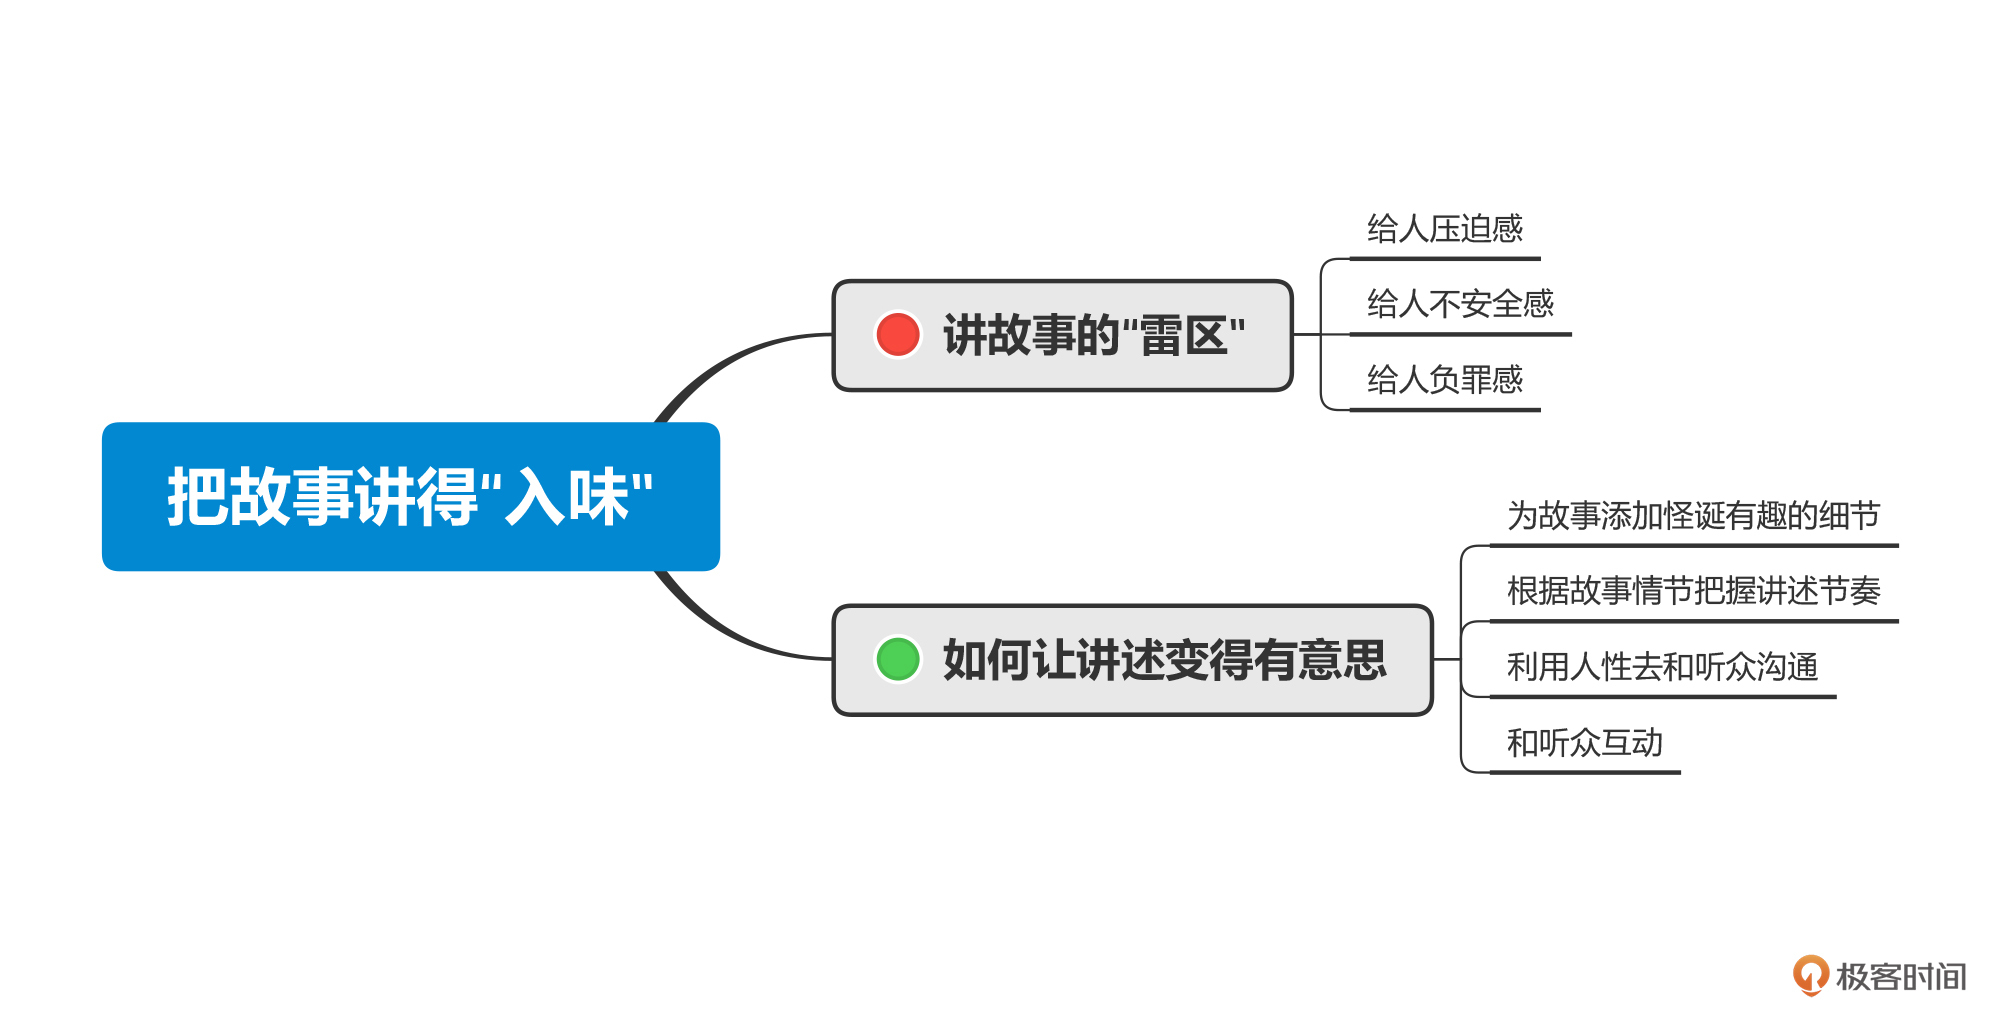 把故事讲得"入味"
讲故事的"雷区"
给人压迫感
给人不安全感
给人负罪感
如何让讲述变得有意思
为故事添加怪诞有趣的细节
根据故事情节把握讲述节奏
利用人性去和听众沟通
和听众互动
极客时间